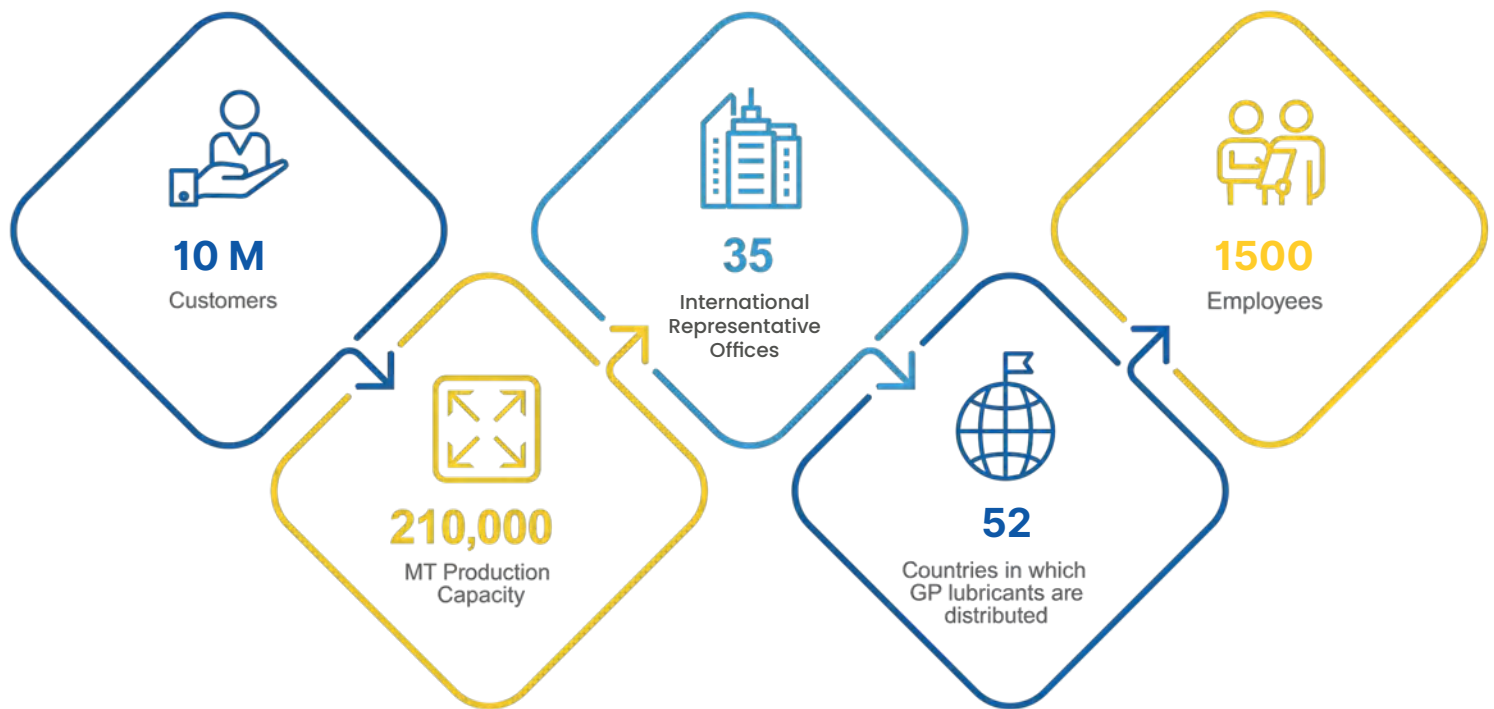 10 M
Customers
210,000
MT Production
Capacity
35
International
Representative
Offices
52
Countries in which
GP lubricants are
distributed
1500
Employees